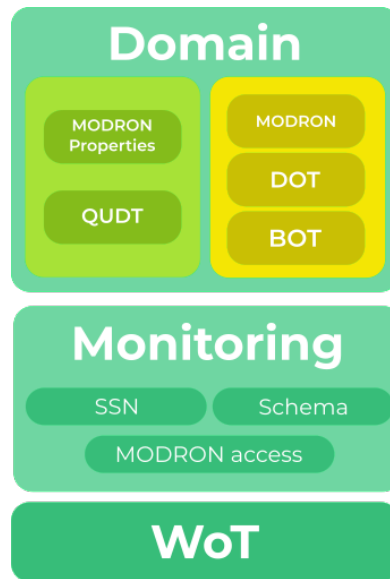 Domain
MODRON
Properties
QUDT
MODRON
DOT
BOT
Monitoring
SSN
Schema
MODRON access
WoT